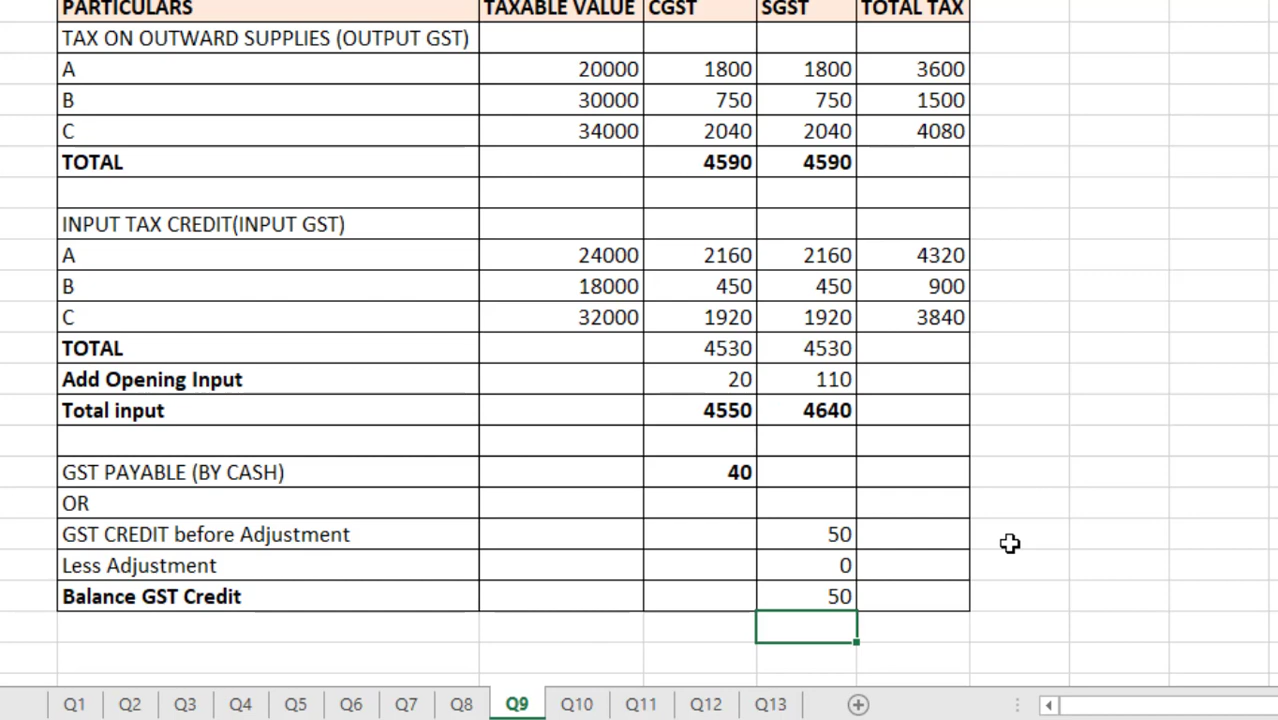 PARTICULARS TAXABLE VALUE CGST SGST TOTAL TAX
TAX ON OUTWARD SUPPLIES (OUTPUT GST)
A 20000 1800 1800 3600
B 30000 750 750 1500
C 34000 2040 2040 4080
TOTAL 4590 4590
INPUT TAX CREDIT(INPUT GST)
A 24000 2160 2160 4320
B 18000 450 450 900
C 32000 1920 1920 3840
TOTAL 4530 4530
Add Opening Input 20 110
Total input 4550 4640
GST PAYABLE (BY CASH) 40
OR
GST CREDIT before Adjustment 50
Less Adjustment 0
Balance GST Credit 50
Q1 Q2 Q3 Q4 Q5 Q6 Q7 Q8 Q9 Q10 Q11 Q12 Q13